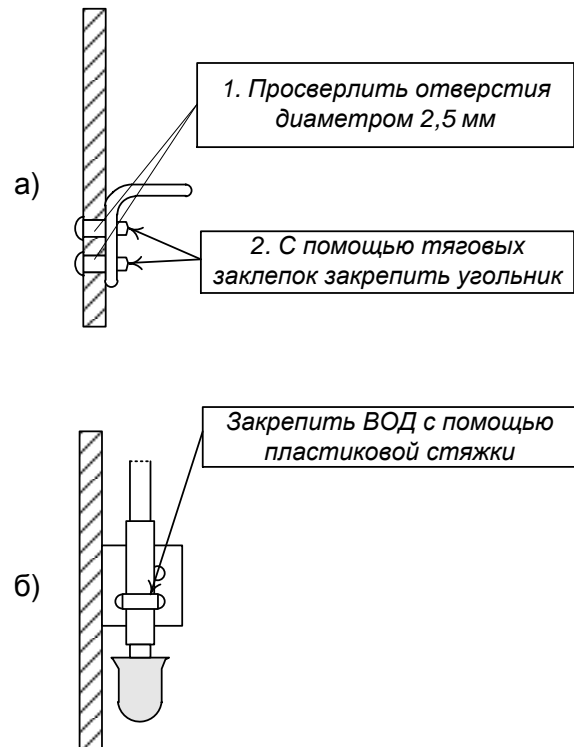 1. Просверлить отверстия
диаметром 2,5 мм
а)
2. С помощью тяговых
заклепок закрепить угольник
Закрепить ВОД с помощью
пластиковой стяжки
б)